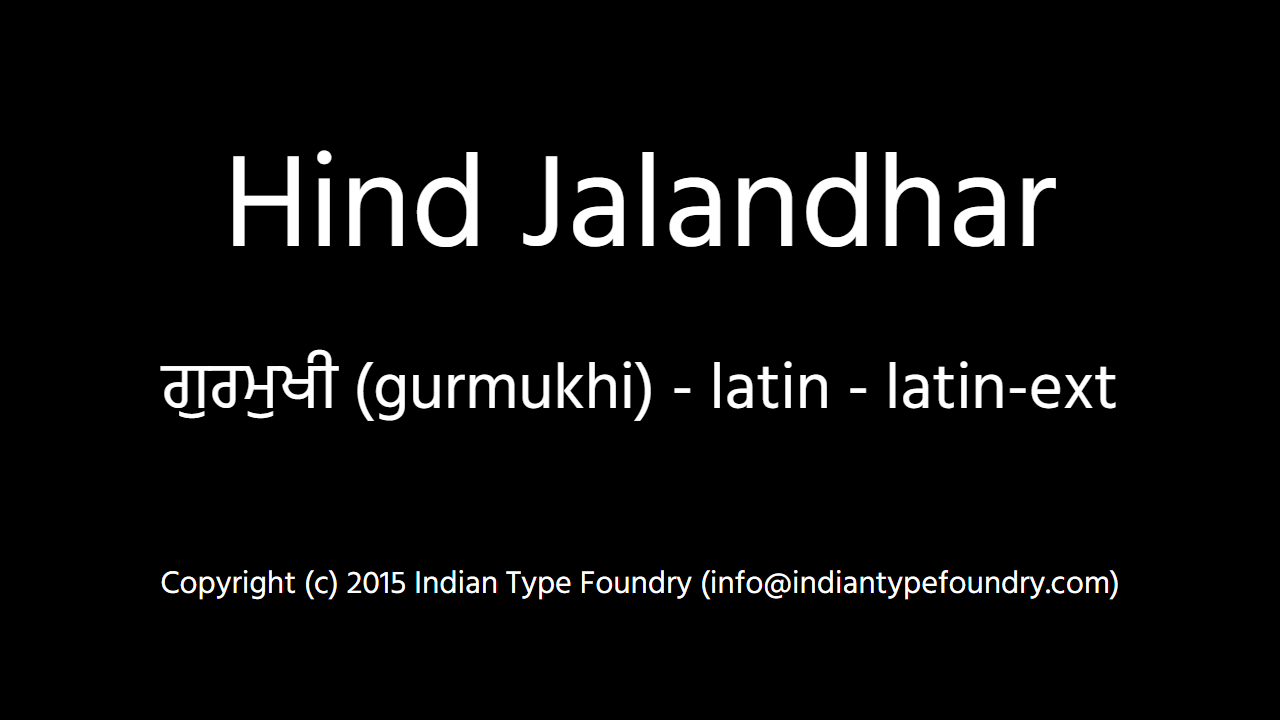 Hind Jalandhar
ਗੁਰਮੁਖੀ (gurmukhi) - latin - latin-ext
Copyright (c) 2015 Indian Type Foundry (info@indiantypefoundry.com)